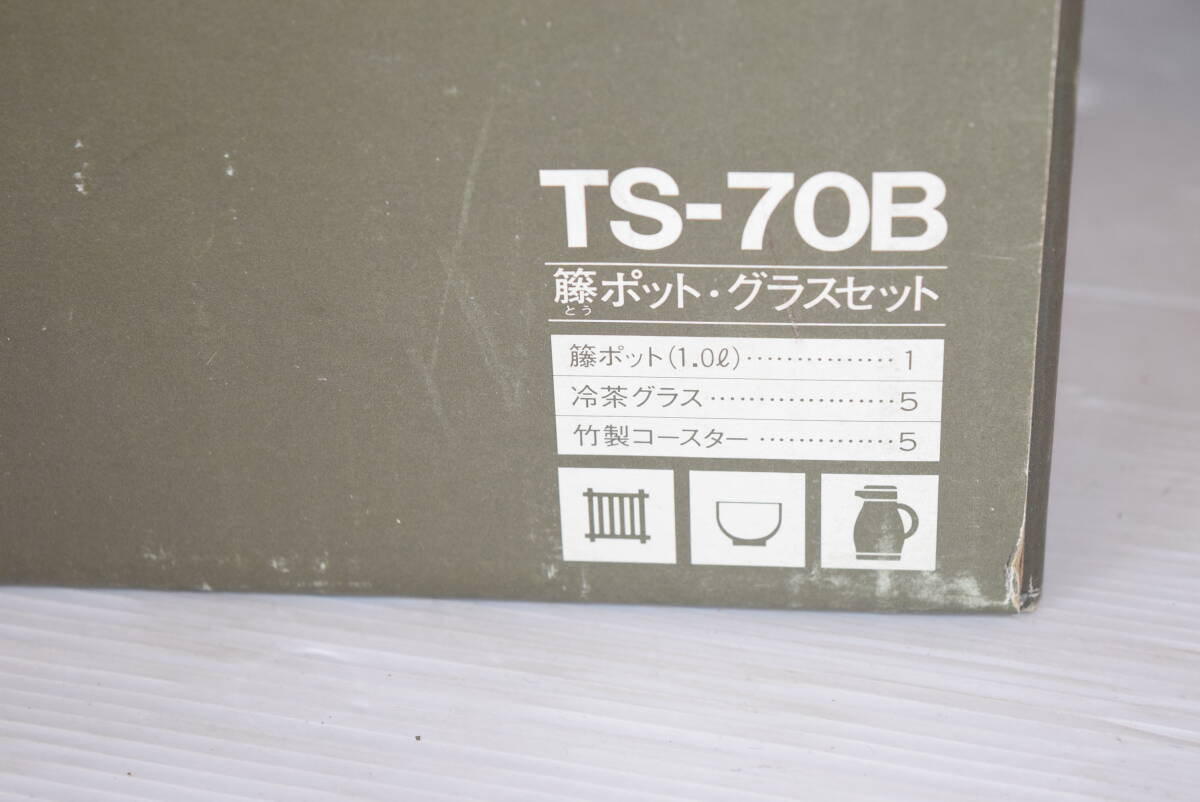 TS-70B
籐ポット・グラスセット
とう
籐ポット(1.0ℓ)……………1
冷茶グラス………………5
竹製コースター……………5